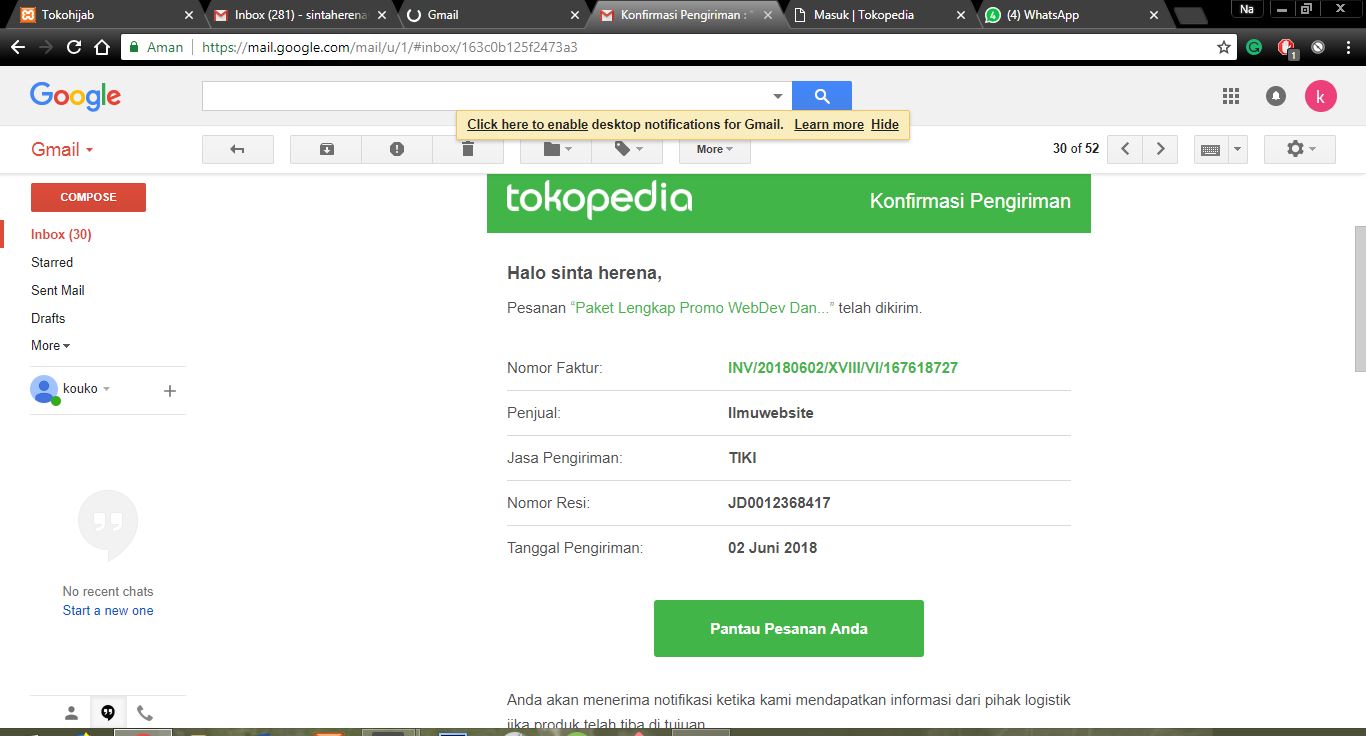 Tokohijab
Inbox (281) - sintaherena
Gmail
Konfirmasi Pengiriman :
Masuk | Tokopedia
(4) WhatsApp
Na
Aman
https://mail.google.com/mail/u/1/#inbox/163c0b125f2473a3
1
Google
k
Click here to enable desktop notifications for Gmail. Learn more Hide
Gmail
More
30 of 52
COMPOSE
Inbox (30)
Starred
Sent Mail
Drafts
More
kouko
No recent chats
Start a new one
tokopedia
Konfirmasi Pengiriman
Halo sinta herena,
Pesanan “Paket Lengkap Promo WebDev Dan...” telah dikirim.
Nomor Faktur: INV/20180602/XVIII/VI/167618727
Penjual: Ilmuwebsite
Jasa Pengiriman: TIKI
Nomor Resi: JD0012368417
Tanggal Pengiriman: 02 Juni 2018
Pantau Pesanan Anda
Anda akan menerima notifikasi ketika kami mendapatkan informasi dari pihak logistik
jika produk telah tiba di tujuan.